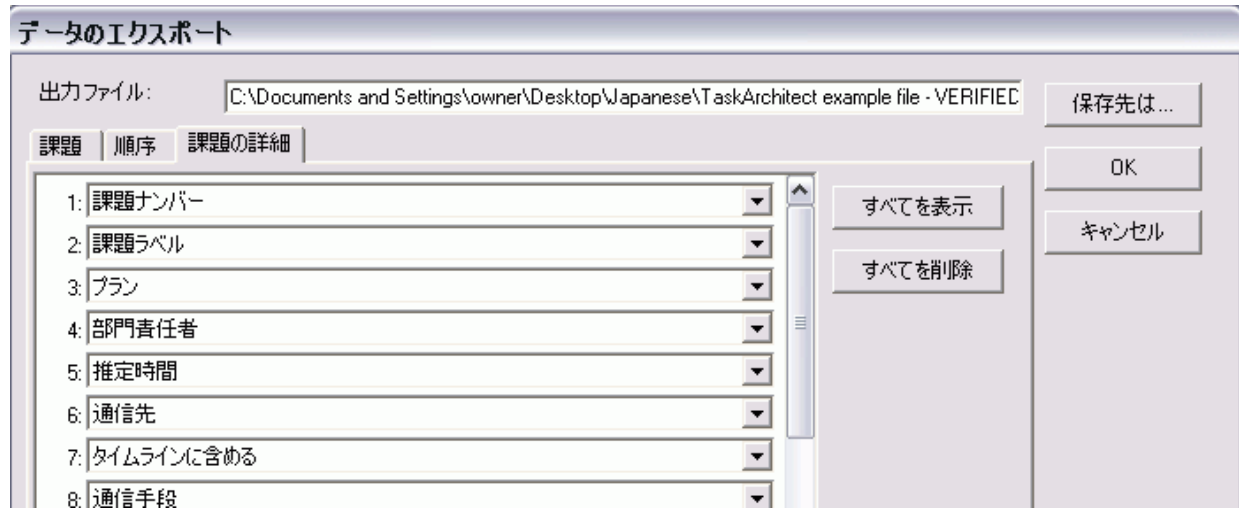 データのエクスポート
出力ファイル: C:\Documents and Settings\owner\Desktop\Japanese\TaskArchitect example file - VERIFIED
保存先は...
課題 順序 課題の詳細
OK
1: 課題ナンバー
すべてを表示
2: 課題ラベル
キャンセル
3: プラン
すべてを削除
4: 部門責任者
5: 推定時間
6: 通信先
7: タイムラインに含める
8: 通信手段